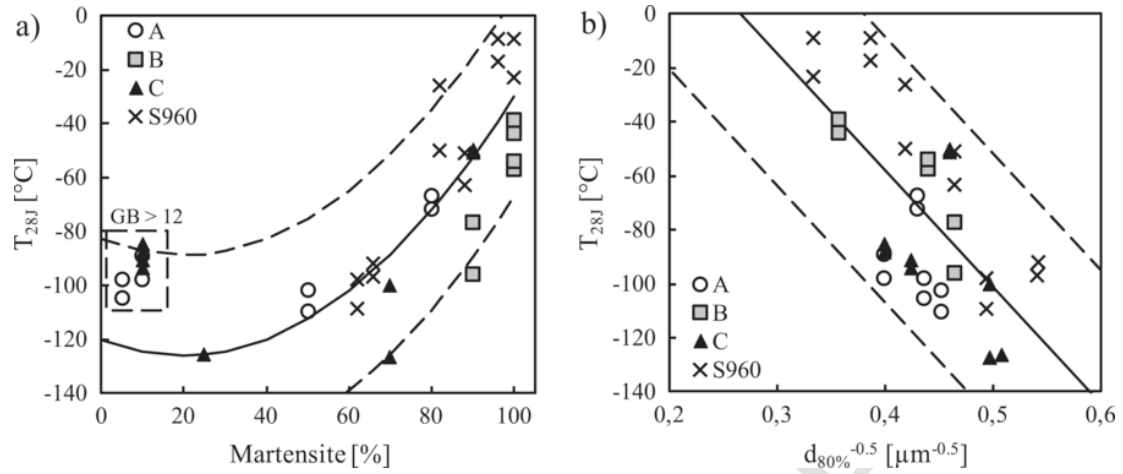 a)
A
B
C
S960
GB > 12
0
-20
-40
-60
-80
-100
-120
-140
T28J [°C]
0 20 40 60 80 100
Martensite [%]
b)
0
-20
-40
-60
-80
-100
-120
-140
T28J [°C]
A
B
C
S960
0,2 0,3 0,4 0,5 0,6
d80%-0.5 [µm-0.5]